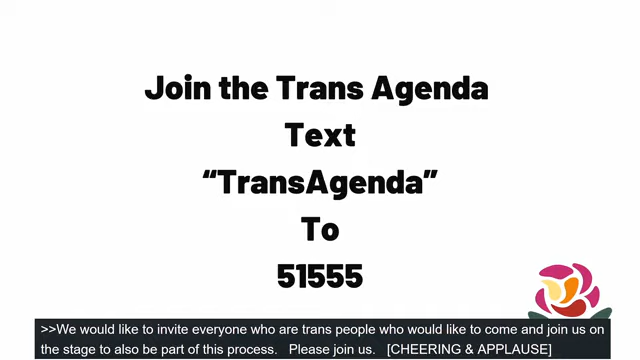 Join the Trans Agenda
Text
“TransAgenda”
To
51555
>>We would like to invite everyone who are trans people who would like to come and join us on
the stage to also be part of this process. Please join us. [CHEERING & APPLAUSE]